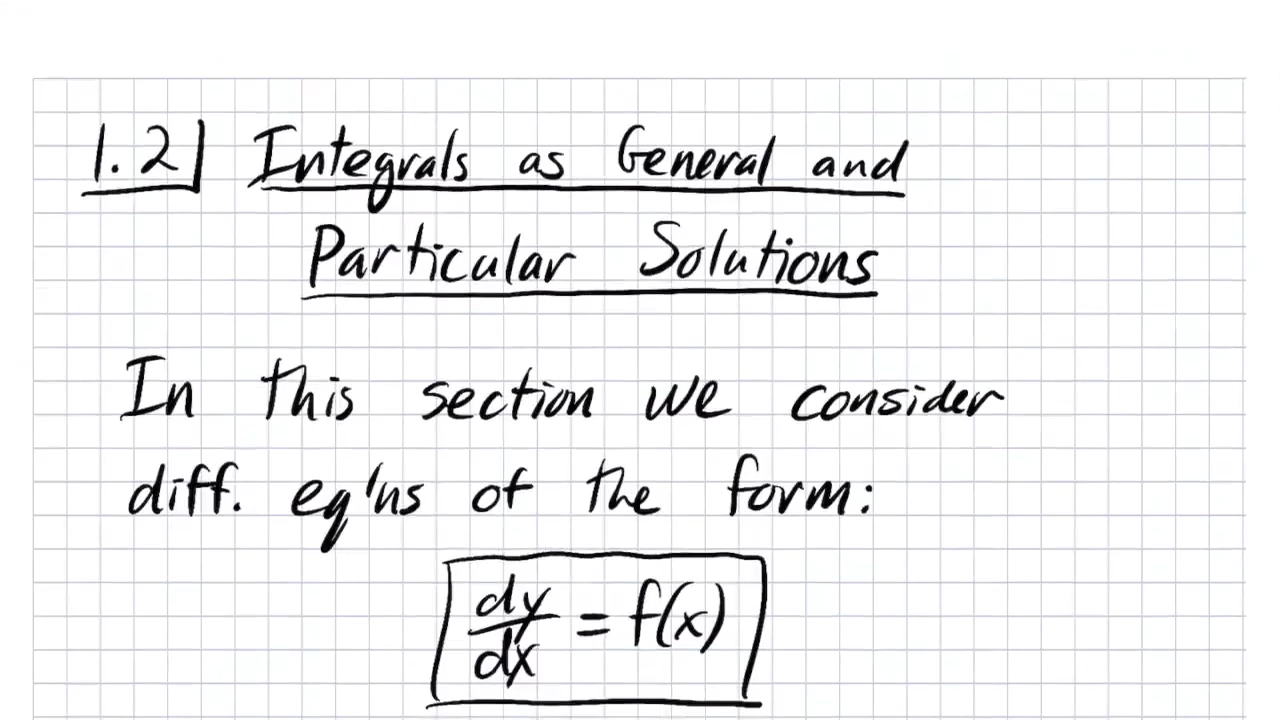 1.2 Integrals as General and
Particular Solutions
In this section we consider
diff. eq'ns of the form:
dy/dx = f(x)